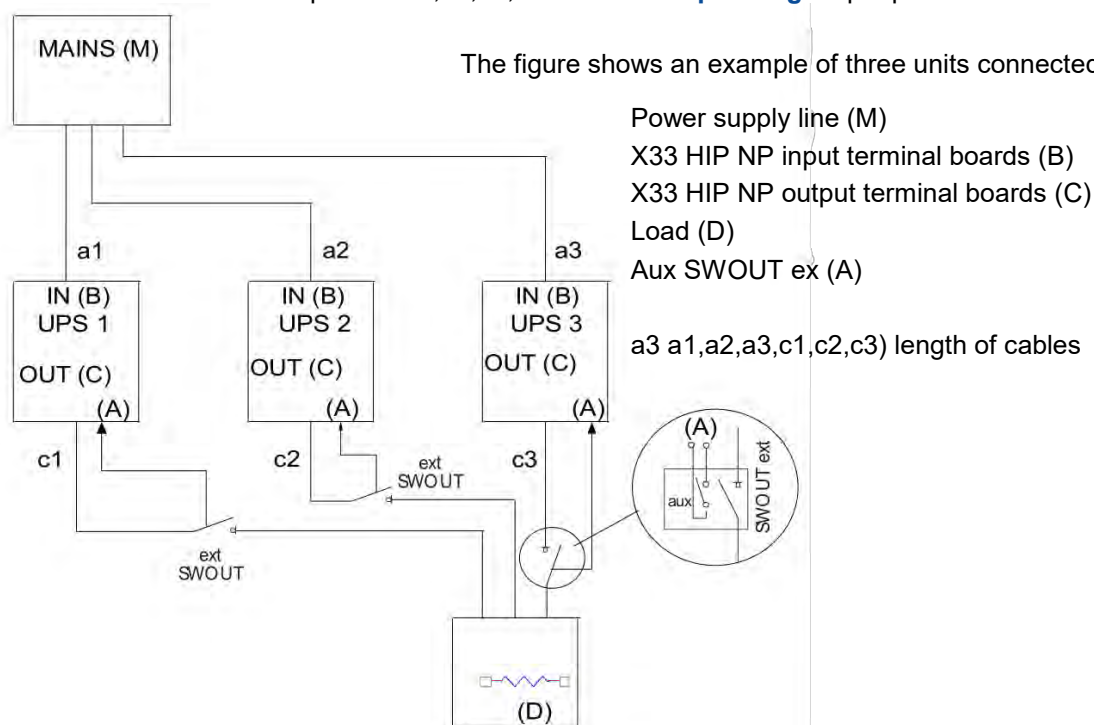 MAINS (M)
The figure shows an example of three units connected
Power supply line (M)
X33 HIP NP input terminal boards (B)
X33 HIP NP output terminal boards (C)
Load (D)
Aux SWOUT ex (A)
a3 a1,a2,a3,c1,c2,c3) length of cables
a1
a2
a3
IN (B)
UPS 1
OUT (C)
(A)
IN (B)
UPS 2
OUT (C)
(A)
IN (B)
UPS 3
OUT (C)
(A)
c1
c2
c3
ext
SWOUT
ext
SWOUT
(A)
aux
SWOUT ext
(D)